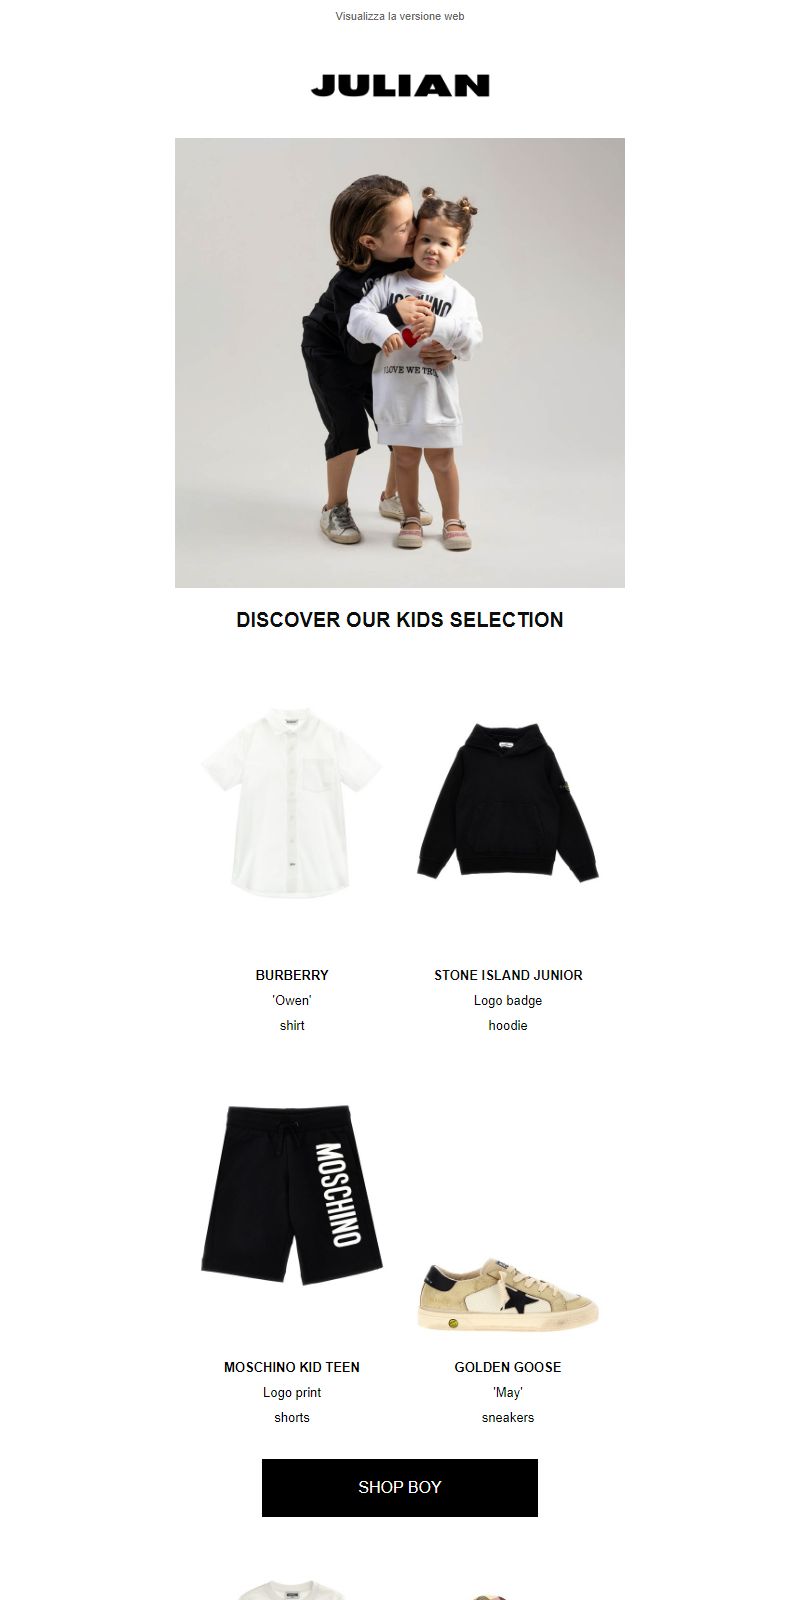 Visualizza la versione web
JULIAN
MOSCHINO
DISCOVER OUR KIDS SELECTION
BURBERRY
'Owen'
shirt
STONE ISLAND JUNIOR
Logo badge
hoodie
MOSCHINO
MOSCHINO KID TEEN
Logo print
shorts
GOLDEN GOOSE
'May'
sneakers
SHOP BOY